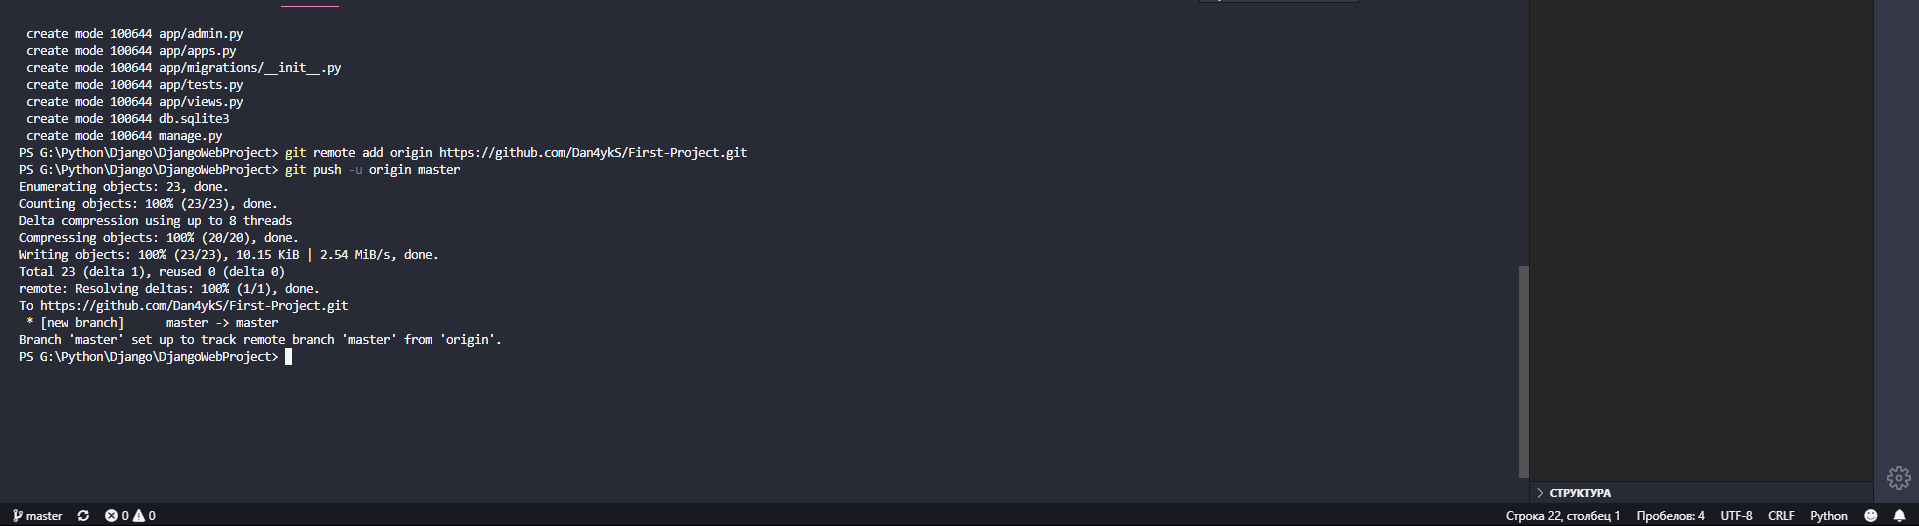 create mode 100644 app/admin.py
create mode 100644 app/apps.py
create mode 100644 app/migrations/__init__.py
create mode 100644 app/tests.py
create mode 100644 app/views.py
create mode 100644 db.sqlite3
create mode 100644 manage.py
PS G:\Python\Django\DjangoWebProject> git remote add origin https://github.com/Dan4ykS/First-Project.git
PS G:\Python\Django\DjangoWebProject> git push -u origin master
Enumerating objects: 23, done.
Counting objects: 100% (23/23), done.
Delta compression using up to 8 threads
Compressing objects: 100% (20/20), done.
Writing objects: 100% (23/23), 10.15 KiB | 2.54 MiB/s, done.
Total 23 (delta 1), reused 0 (delta 0)
remote: Resolving deltas: 100% (1/1), done.
To https://github.com/Dan4ykS/First-Project.git
* [new branch]      master -> master
Branch 'master' set up to track remote branch 'master' from 'origin'.
PS G:\Python\Django\DjangoWebProject>
СТРУКТУРА
master 0 0 Строка 22, столбец 1 Пробелов: 4 UTF-8 CRLF Python